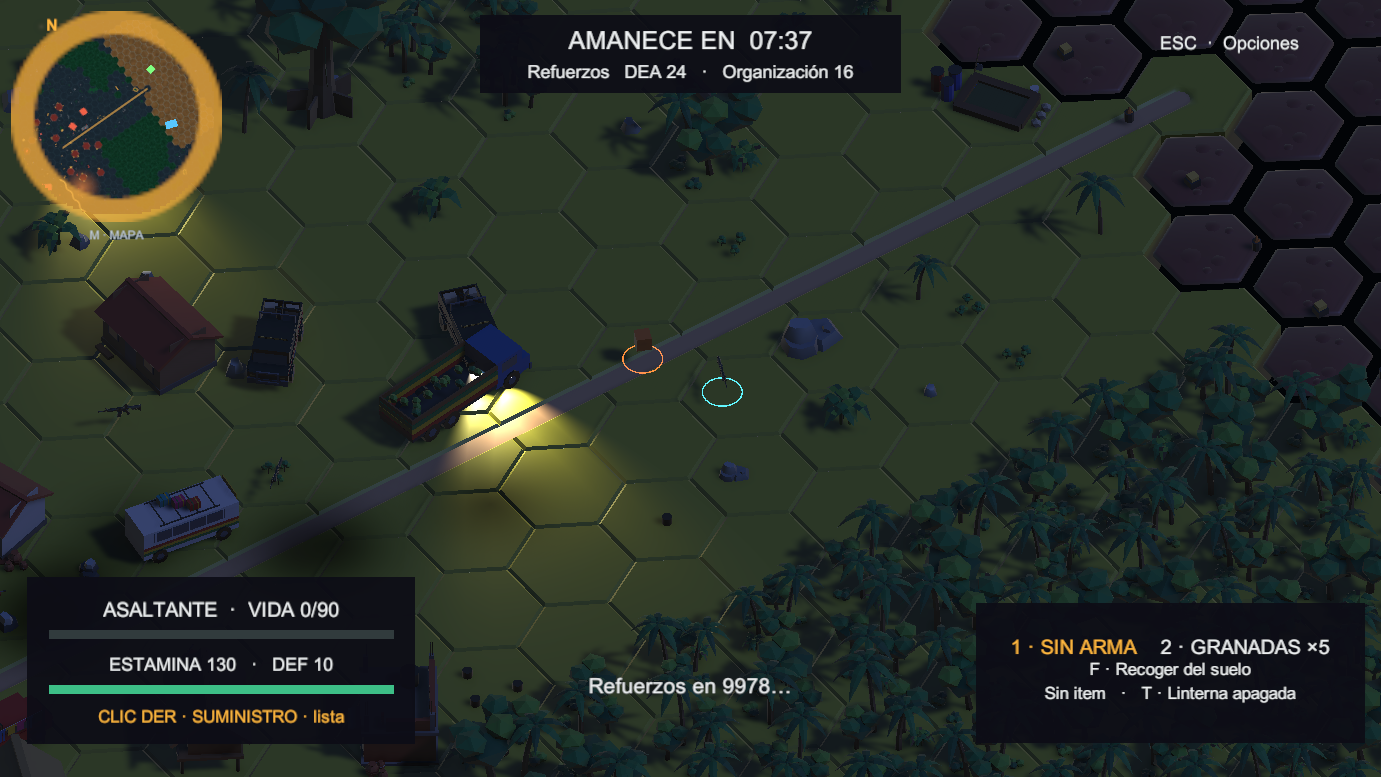 N
AMANECE EN 07:37
Refuerzos DEA 24 · Organización 16
ESC · Opciones
M MAPA
ASALTANTE · VIDA 0/90
ESTAMINA 130 · DEF 10
CLIC DER · SUMINISTRO · lista
Refuerzos en 9978...
1 · SIN ARMA 2 · GRANADAS ×5
F · Recoger del suelo
Sin item · T · Linterna apagada